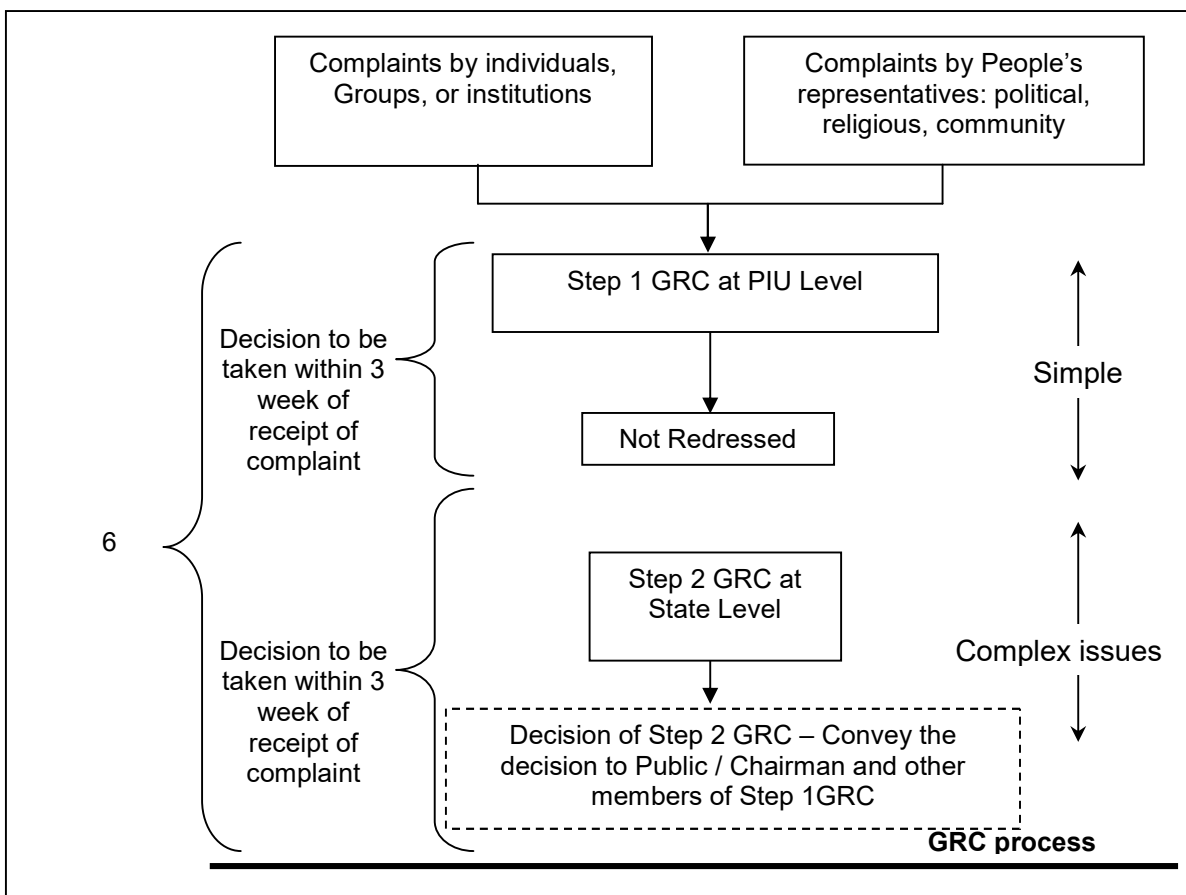 Complaints by individuals,
Groups, or institutions
Complaints by People’s
representatives: political,
religious, community
Step 1 GRC at PIU Level
Decision to be
taken within 3
week of
receipt of
complaint
Simple
Not Redressed
6
Step 2 GRC at
State Level
Decision to be
taken within 3
week of
receipt of
complaint
Complex issues
Decision of Step 2 GRC – Convey the
decision to Public / Chairman and other
members of Step 1GRC
GRC process